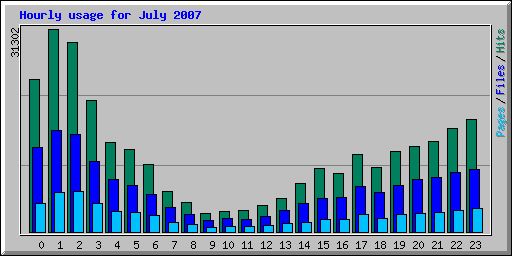 Hourly usage for July 2007
31302
Pages / Files / Hits
0 1 2 3 4 5 6 7 8 9 10 11 12 13 14 15 16 17 18 19 20 21 22 23